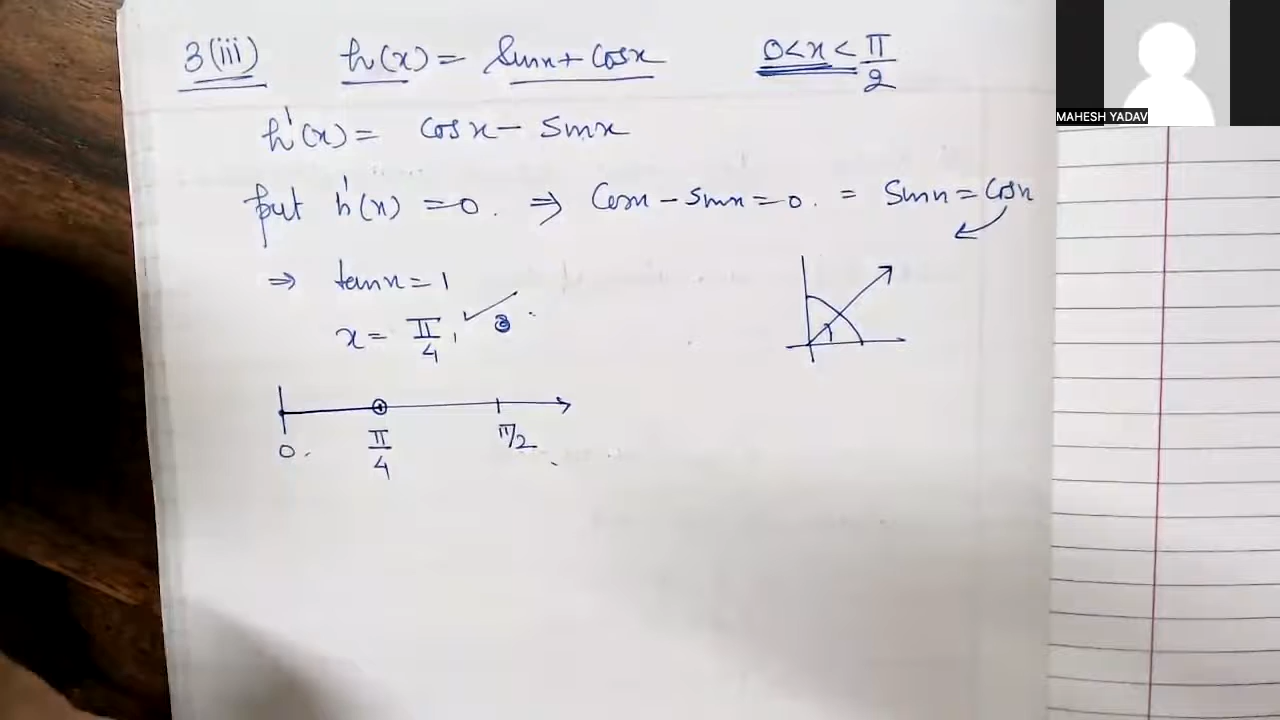 3(iii) h(x) = sinx + cosx 0<x<π/2
h'(x) = cosx - sinx
put h'(x) = 0. ⇒ cosx - sinx = 0. = sinx = cosx
⇒ tanx = 1
x = π/4,
0. π/4 π/2
MAHESH YADAV